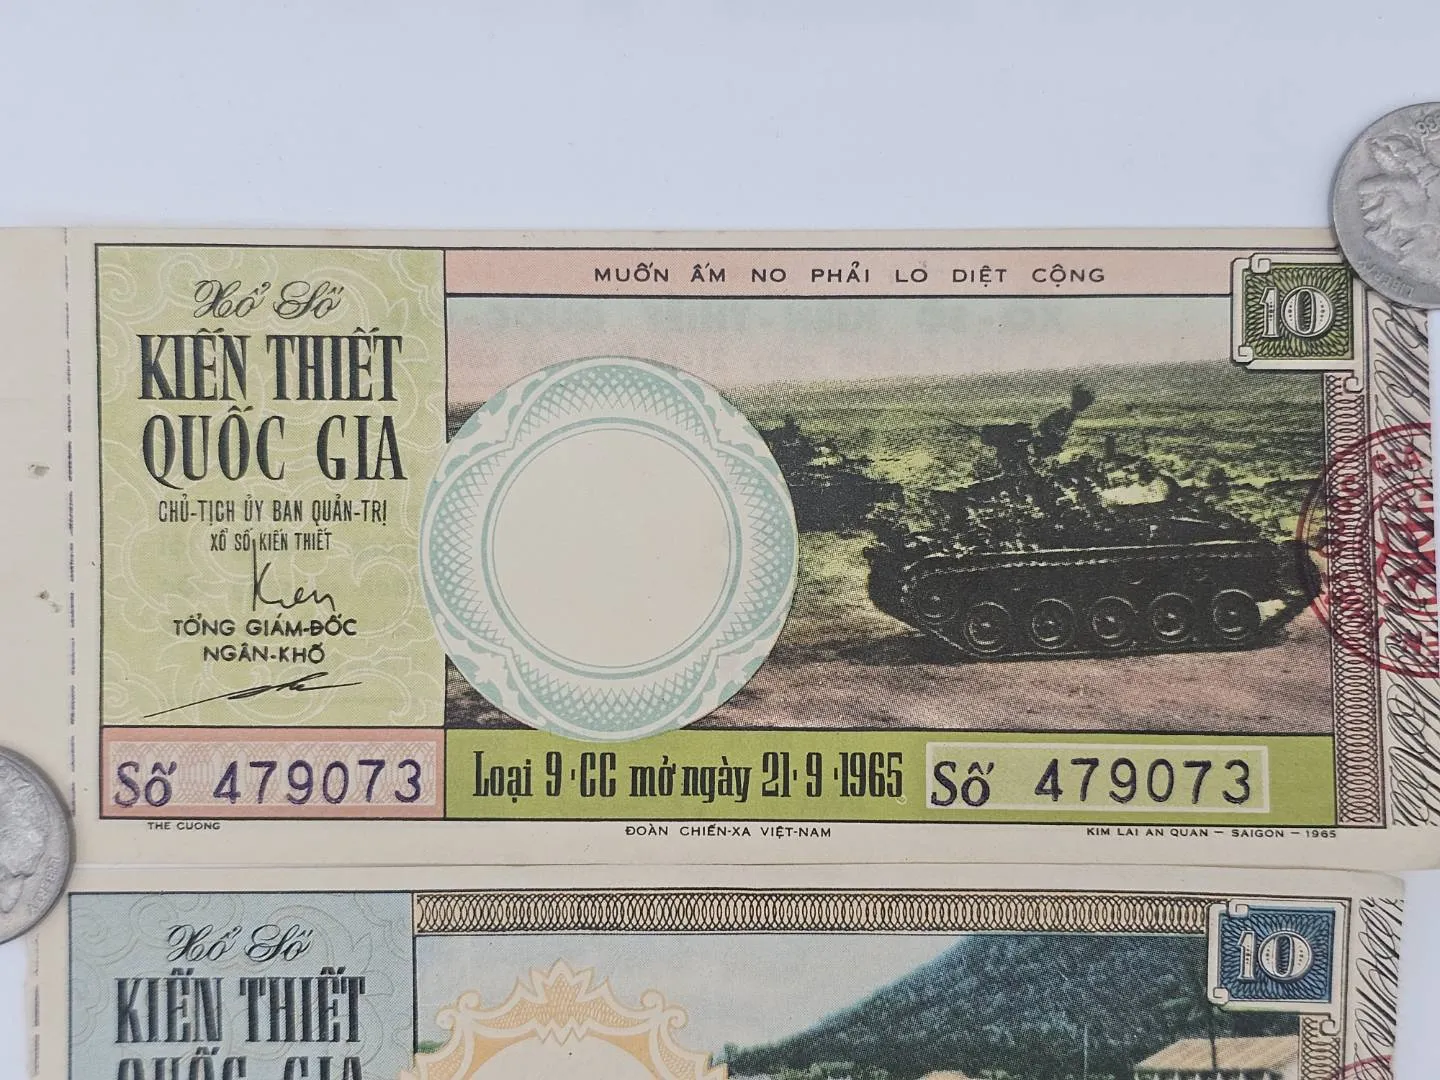 MUỐN ẤM NO PHẢI LO DIỆT CỘNG
10
Xổ Số
KIẾN THIẾT
QUỐC GIA
CHỦ-TỊCH ỦY BAN QUẢN-TRỊ
XỔ SỐ KIẾN THIẾT
TỔNG GIÁM-ĐỐC
NGÂN-KHỐ
Số 479073
Loại 9·CC mở ngày 21·9·1965
Số 479073
THE CUONG
ĐOÀN CHIẾN-XA VIỆT-NAM
KIM LAI AN QUAN – SAIGON – 1965
10
Xổ Số
KIẾN THIẾT
QUỐC GIA